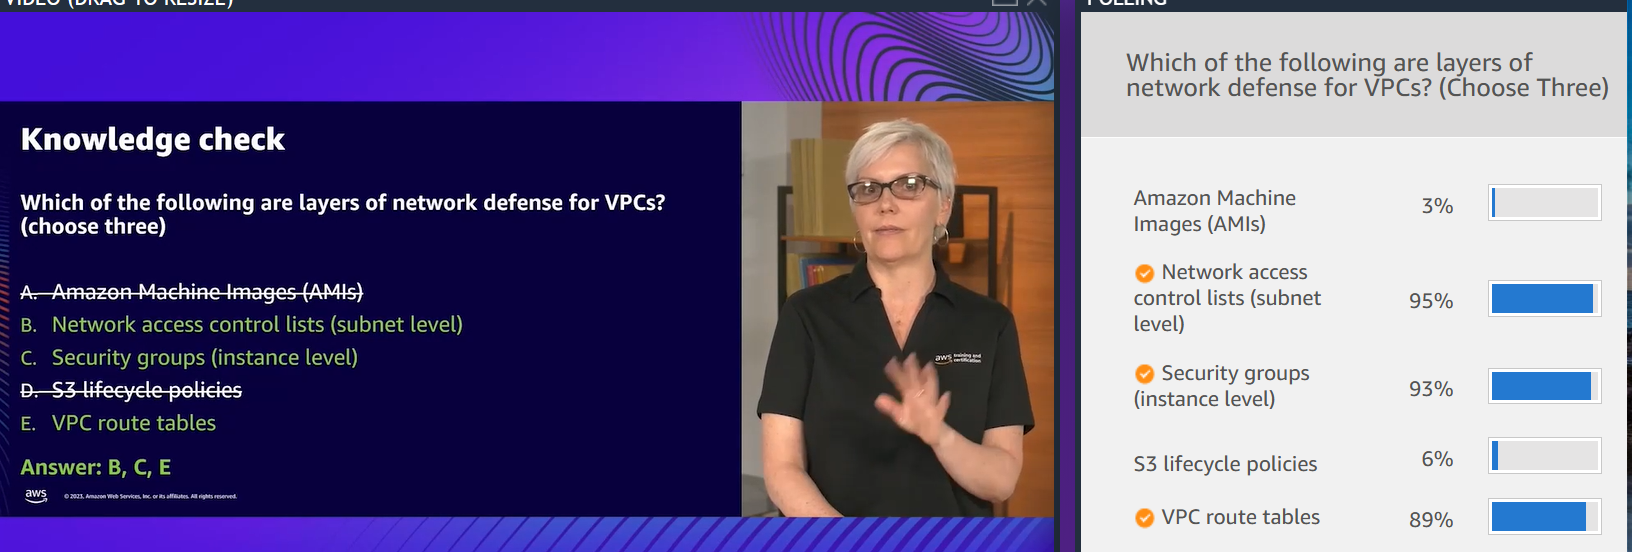 VIDEO (DRAG TO RESIZE)
Knowledge check
Which of the following are layers of network defense for VPCs?
(choose three)
A. Amazon Machine Images (AMIs)
B. Network access control lists (subnet level)
C. Security groups (instance level)
D. S3 lifecycle policies
E. VPC route tables
Answer: B, C, E
aws © 2023, Amazon Web Services, Inc. or its affiliates. All rights reserved.
aws training and
certification
POLLING
Which of the following are layers of
network defense for VPCs? (Choose Three)
Amazon Machine
Images (AMIs) 3%
Network access
control lists (subnet 95%
level)
Security groups
(instance level) 93%
S3 lifecycle policies 6%
VPC route tables 89%